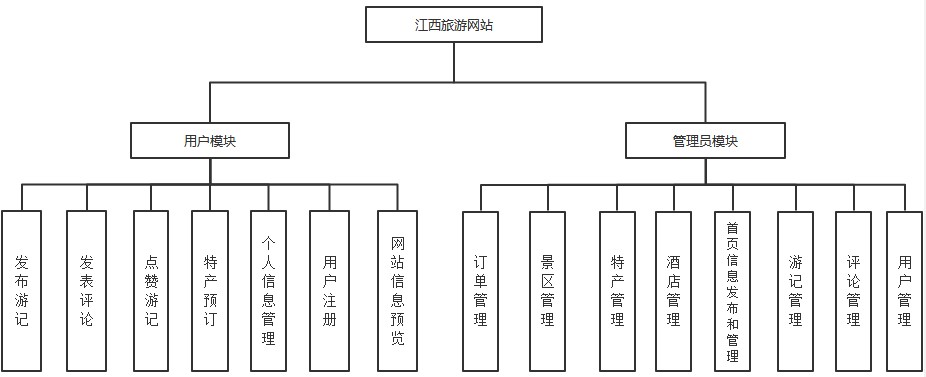 江西旅游网站
用户模块
管理员模块
发布游记
发表评论
点赞游记
特产预订
个人信息管理
用户注册
网站信息预览
订单管理
景区管理
特产管理
酒店管理
首页信息发布和管理
游记管理
评论管理
用户管理